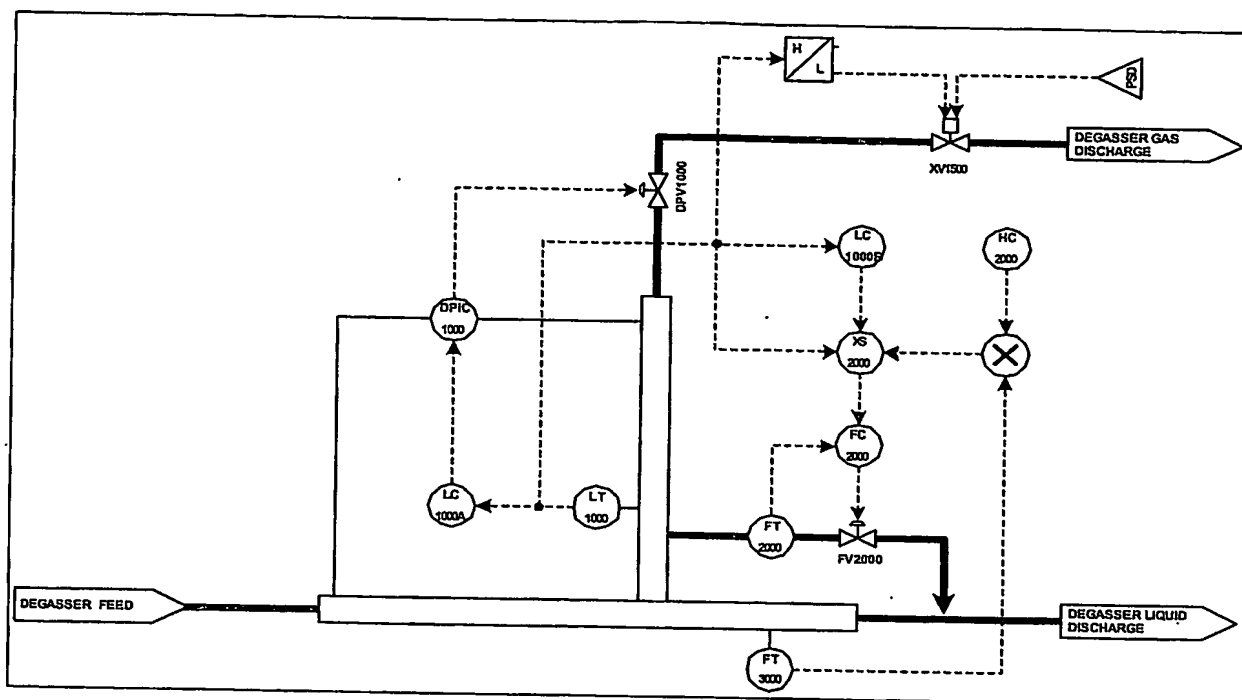 H
L
PSD
DEGASSER GAS
DISCHARGE
XV1500
DPV1000
LC
1000B
HC
2000
DPIC
1000
XS
2000
FC
2000
LC
1000A
LT
1000
FT
2000
FV2000
DEGASSER FEED
DEGASSER LIQUID
DISCHARGE
FT
3000